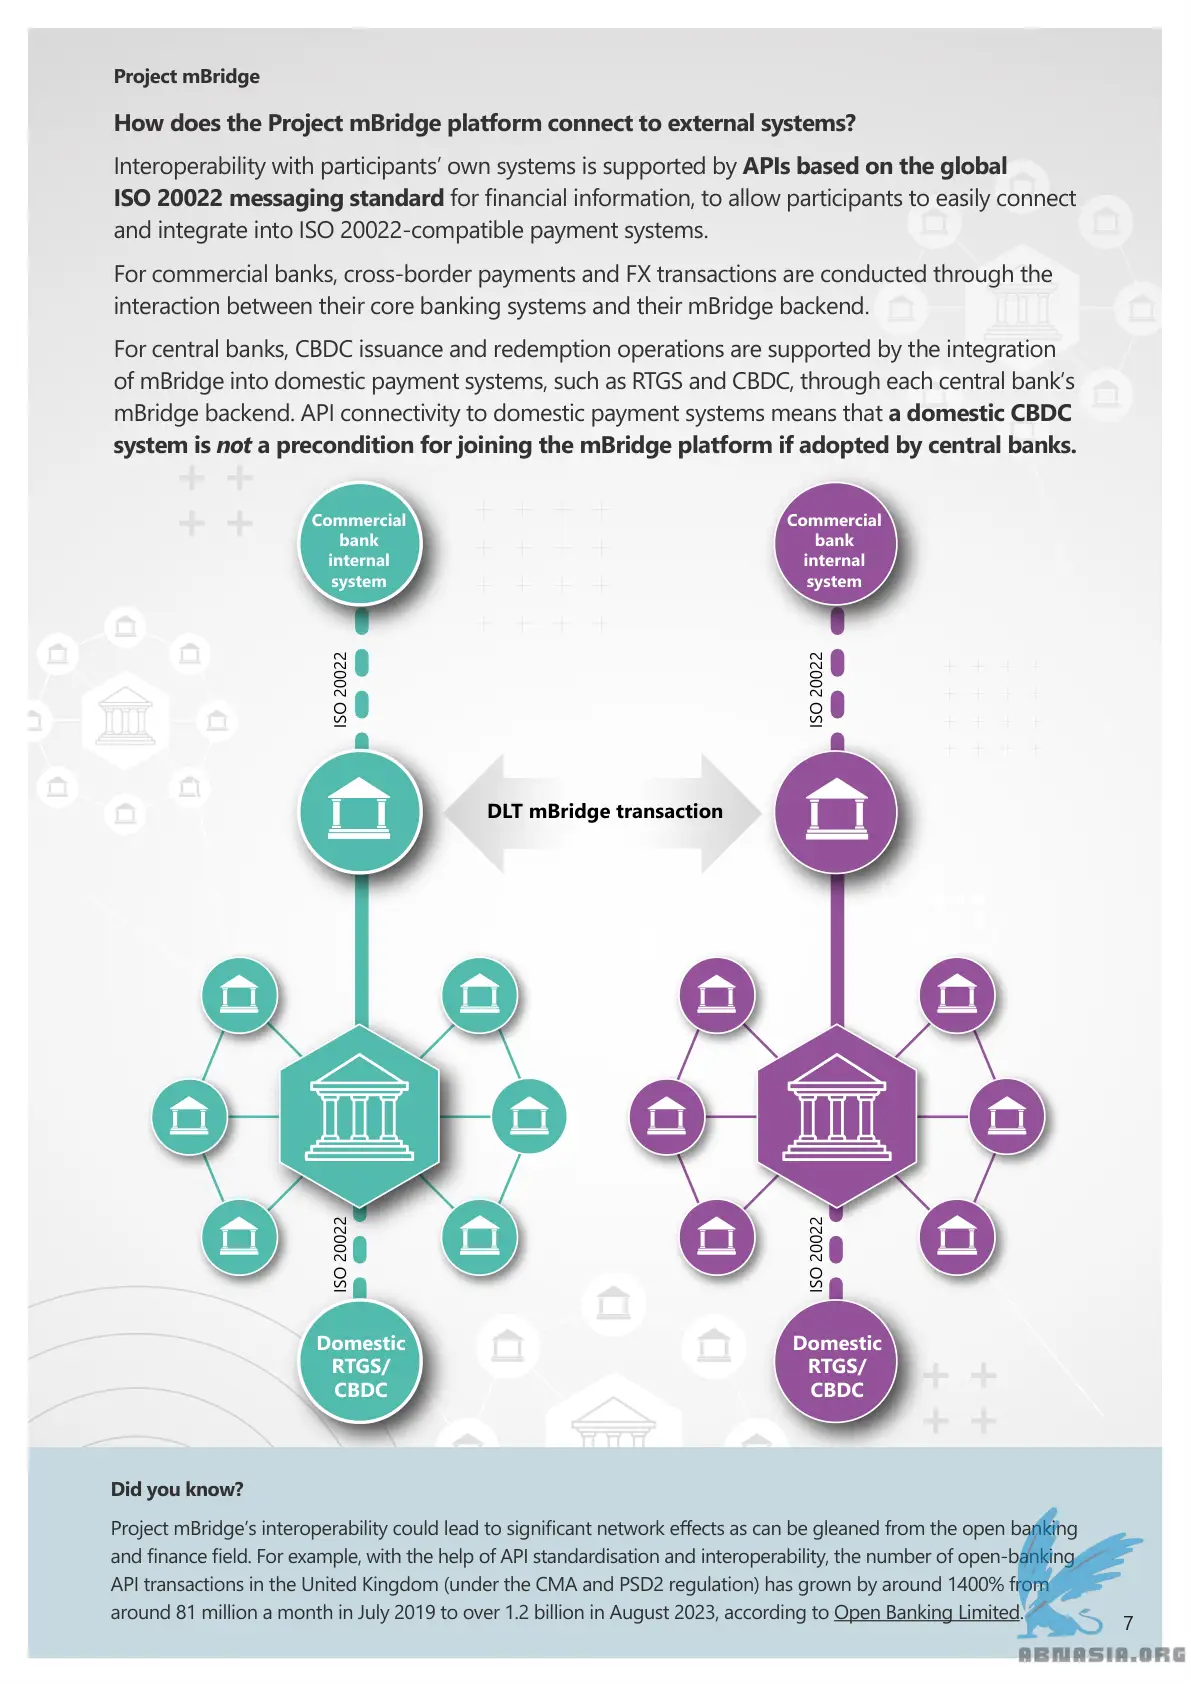 Project mBridge
How does the Project mBridge platform connect to external systems?
Interoperability with participants’ own systems is supported by APIs based on the global
ISO 20022 messaging standard for financial information, to allow participants to easily connect
and integrate into ISO 20022-compatible payment systems.
For commercial banks, cross-border payments and FX transactions are conducted through the
interaction between their core banking systems and their mBridge backend.
For central banks, CBDC issuance and redemption operations are supported by the integration
of mBridge into domestic payment systems, such as RTGS and CBDC, through each central bank’s
mBridge backend. API connectivity to domestic payment systems means that a domestic CBDC
system is not a precondition for joining the mBridge platform if adopted by central banks.
Commercial
bank
internal
system
Commercial
bank
internal
system
ISO 20022
ISO 20022
DLT mBridge transaction
ISO 20022
ISO 20022
Domestic
RTGS/
CBDC
Domestic
RTGS/
CBDC
Did you know?
Project mBridge’s interoperability could lead to significant network effects as can be gleaned from the open banking
and finance field. For example, with the help of API standardisation and interoperability, the number of open-banking
API transactions in the United Kingdom (under the CMA and PSD2 regulation) has grown by around 1400% from
around 81 million a month in July 2019 to over 1.2 billion in August 2023, according to Open Banking Limited.
7
ABNASIA.ORG